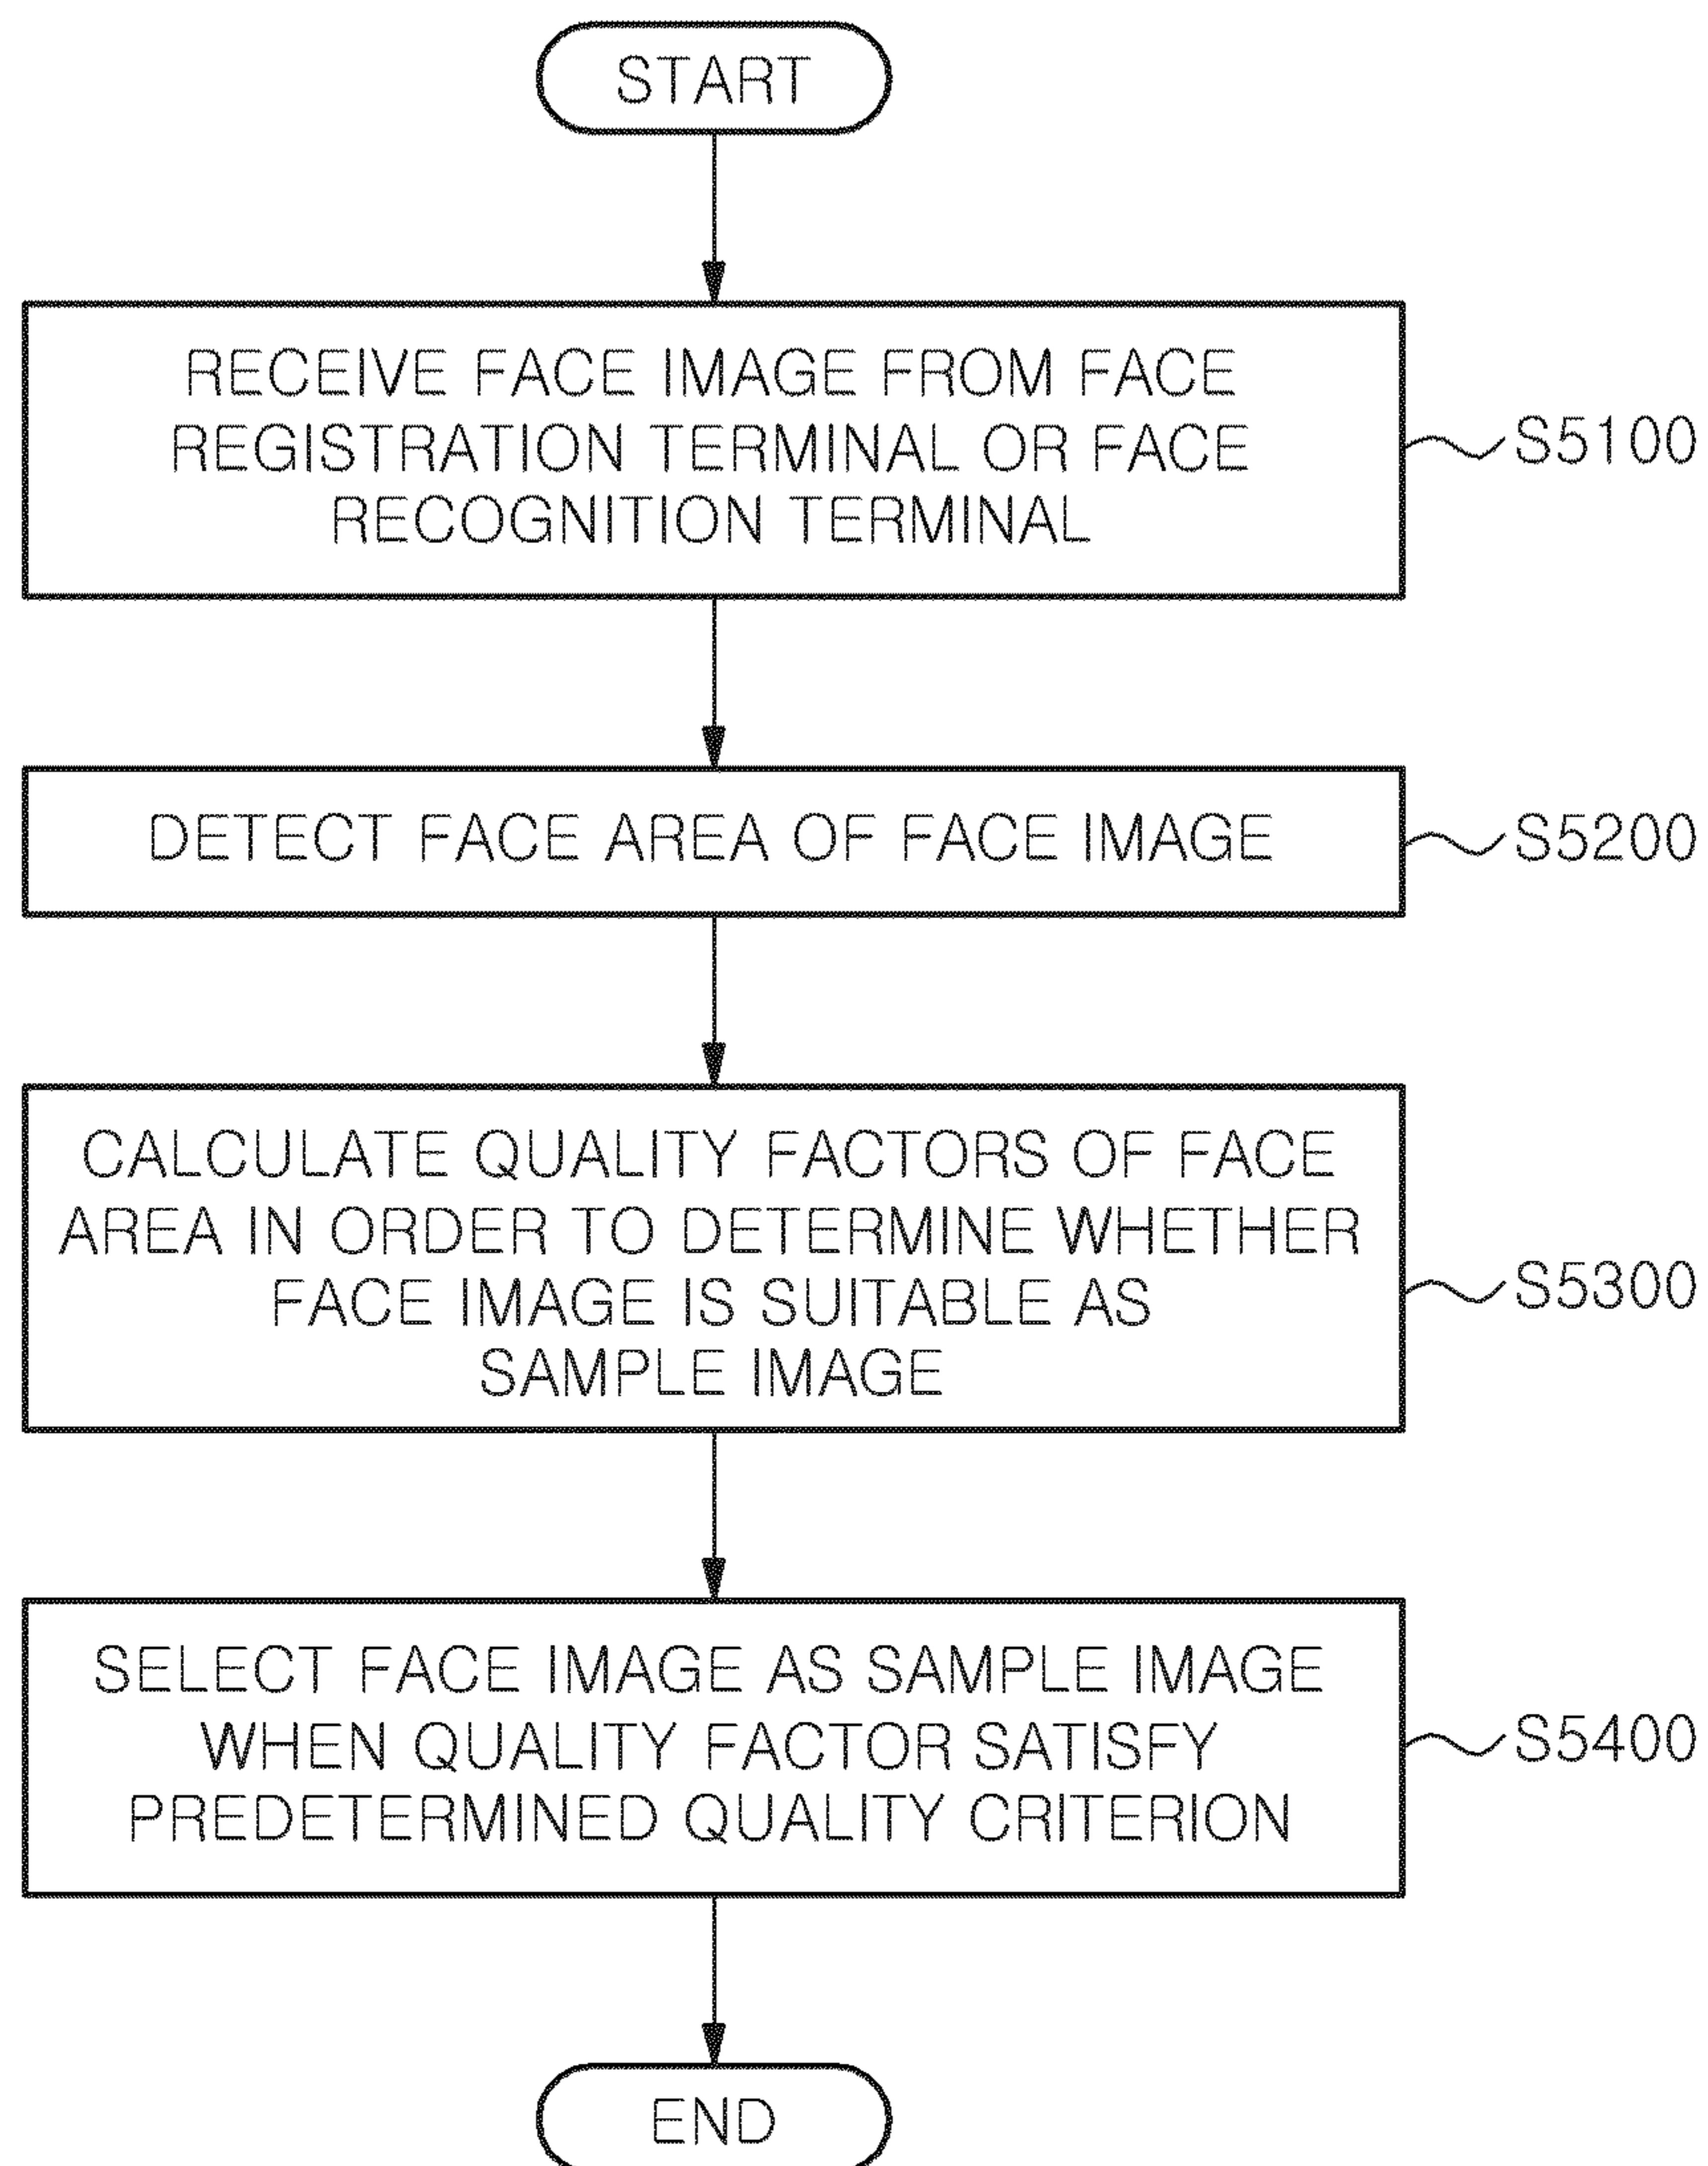 START
RECEIVE FACE IMAGE FROM FACE
REGISTRATION TERMINAL OR FACE
RECOGNITION TERMINAL
S5100
DETECT FACE AREA OF FACE IMAGE
S5200
CALCULATE QUALITY FACTORS OF FACE
AREA IN ORDER TO DETERMINE WHETHER
FACE IMAGE IS SUITABLE AS
SAMPLE IMAGE
S5300
SELECT FACE IMAGE AS SAMPLE IMAGE
WHEN QUALITY FACTOR SATISFY
PREDETERMINED QUALITY CRITERION
S5400
END